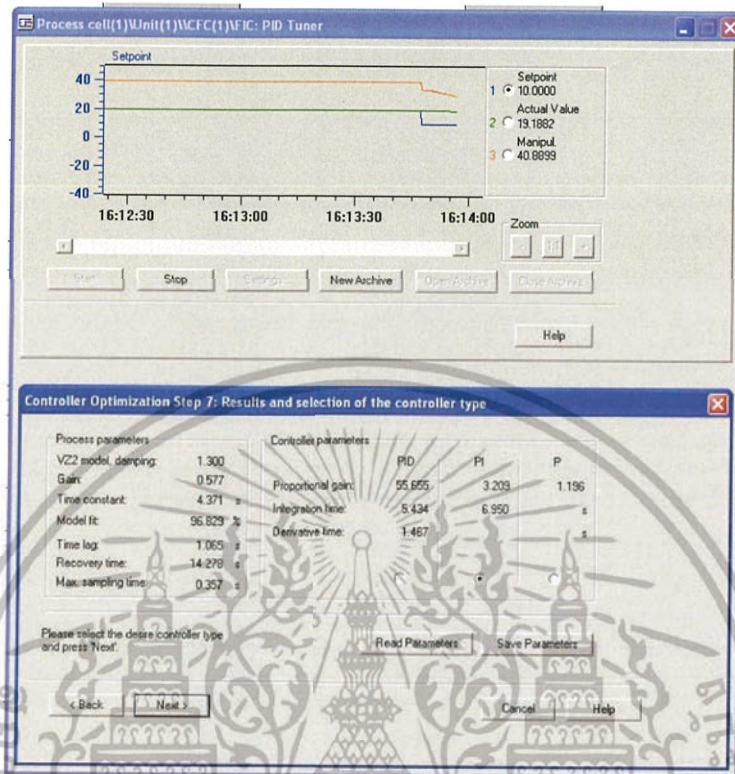 Process cell(1)\Unit(1)\\CFC(1)\FIC: PID Tuner
Setpoint
40
20
0
-20
-40
16:12:30 16:13:00 16:13:30 16:14:00
Setpoint
1 10.0000
Actual Value
2 19.1882
Manipul.
3 40.8899
Zoom
< 1:1 +
Start Stop Settings New Archive Open Archive Close Archive
Help
Controller Optimization Step 7: Results and selection of the controller type
Process parameters
VZ2 model, damping: 1.300
Gain: 0.577
Time constant: 4.371 s
Model fit: 96.829 %
Time lag: 1.065 s
Recovery time: 14.278 s
Max. sampling time: 0.357 s
Controller parameters
PID PI P
Proportional gain: 55.655 3.209 1.196
Integration time: 5.434 6.950 s
Derivative time: 1.467 s
Please select the desire controller type
and press 'Next'.
Read Parameters Save Parameters
< Back Next > Cancel Help